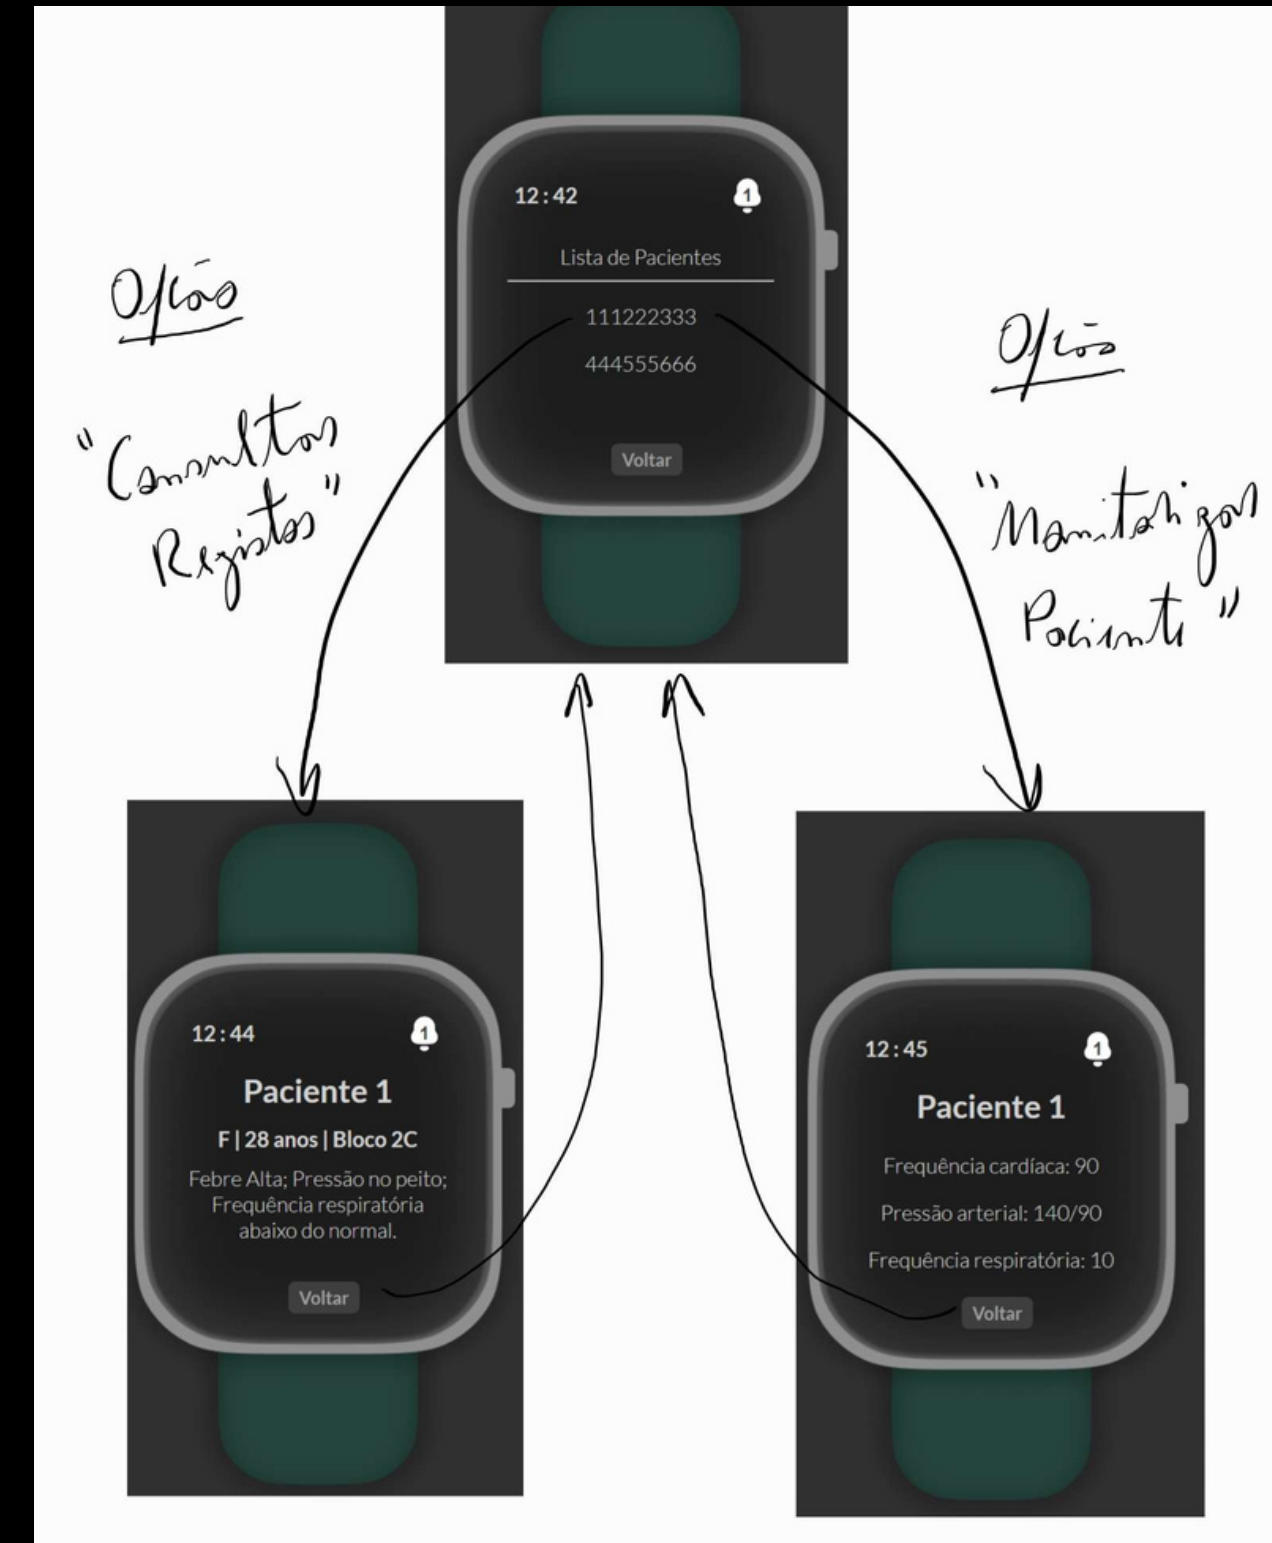 12:42
1
Lista de Pacientes
111222333
444555666
Voltar
Opção
"Consultar
Registos"
Opção
"Monitorizar
Paciente"
12:44
1
Paciente 1
F | 28 anos | Bloco 2C
Febre Alta; Pressão no peito;
Frequência respiratória
abaixo do normal.
Voltar
12:45
1
Paciente 1
Frequência cardíaca: 90
Pressão arterial: 140/90
Frequência respiratória: 10
Voltar